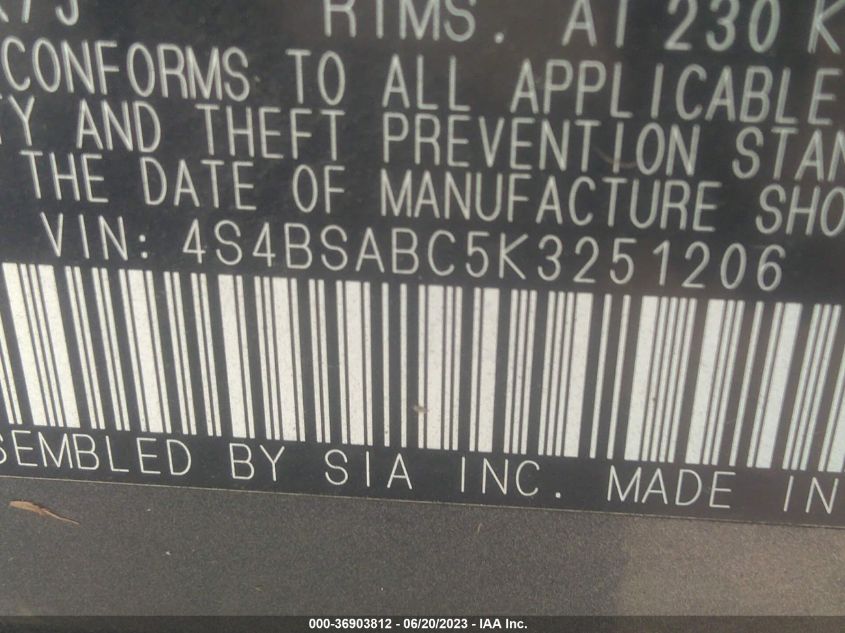 RIMS. AT 230 K
CONFORMS TO ALL APPLICABLE
TY AND THEFT PREVENTION STAN
THE DATE OF MANUFACTURE SHO
VIN: 4S4BSABC5K3251206
SEMBLED BY SIA INC. MADE IN
000-36903812 - 06/20/2023 - IAA Inc.